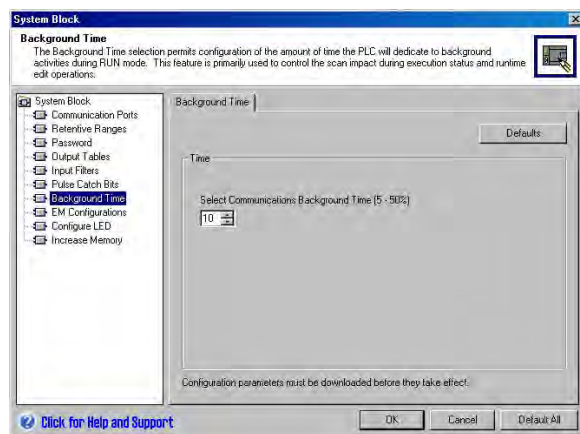 System Block
Background Time
The Background Time selection permits configuration of the amount of time the PLC will dedicate to background
activities during RUN mode. This feature is primarily used to control the scan impact during execution status amd runtime
edit operations.
System Block
Communication Ports
Retentive Ranges
Password
Output Tables
Input Filters
Pulse Catch Bits
Background Time
EM Configurations
Configure LED
Increase Memory
Background Time
Defaults
Time
Select Communications Background Time (5 - 50%)
10
Configuration parameters must be downloaded before they take effect.
Click for Help and Support
OK
Cancel
Default All